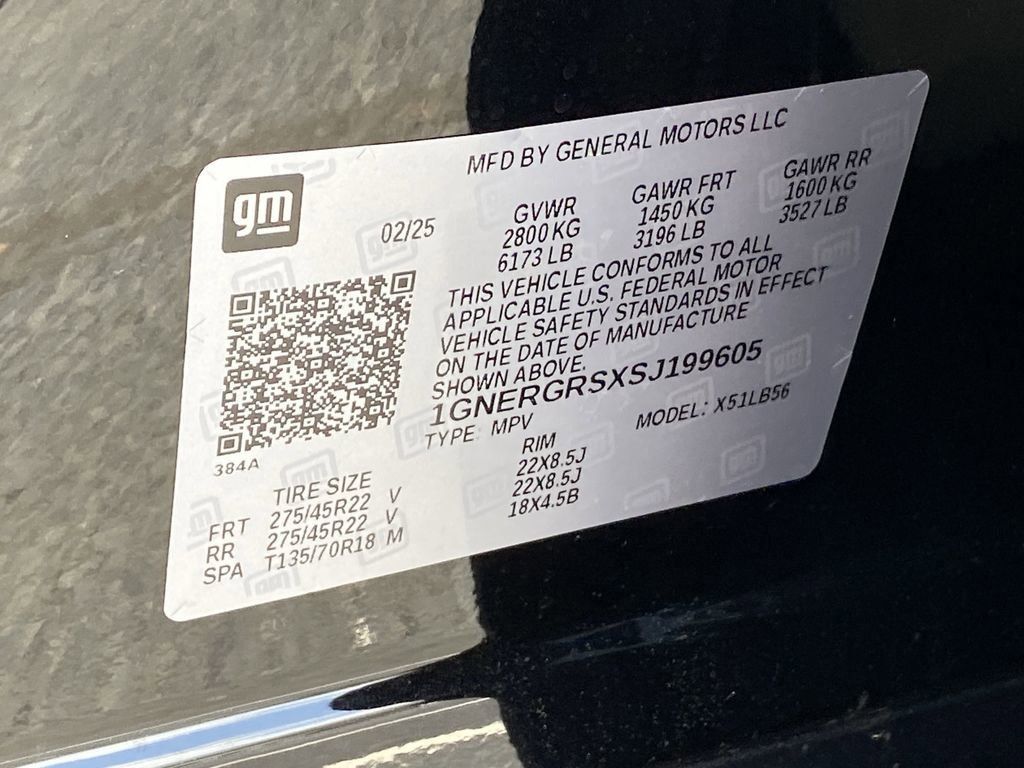 gm
MFD BY GENERAL MOTORS LLC
02/25
GVWR GAWR FRT GAWR RR
2800 KG 1450 KG 1600 KG
6173 LB 3196 LB 3527 LB
THIS VEHICLE CONFORMS TO ALL
APPLICABLE U.S. FEDERAL MOTOR
VEHICLE SAFETY STANDARDS IN EFFECT
ON THE DATE OF MANUFACTURE
SHOWN ABOVE.
1GNERGRSXSJ199605
TYPE: MPV MODEL: X51LB56
384A
TIRE SIZE RIM
FRT 275/45R22 V 22X8.5J
RR 275/45R22 V 22X8.5J
SPA T135/70R18 M 18X4.5B